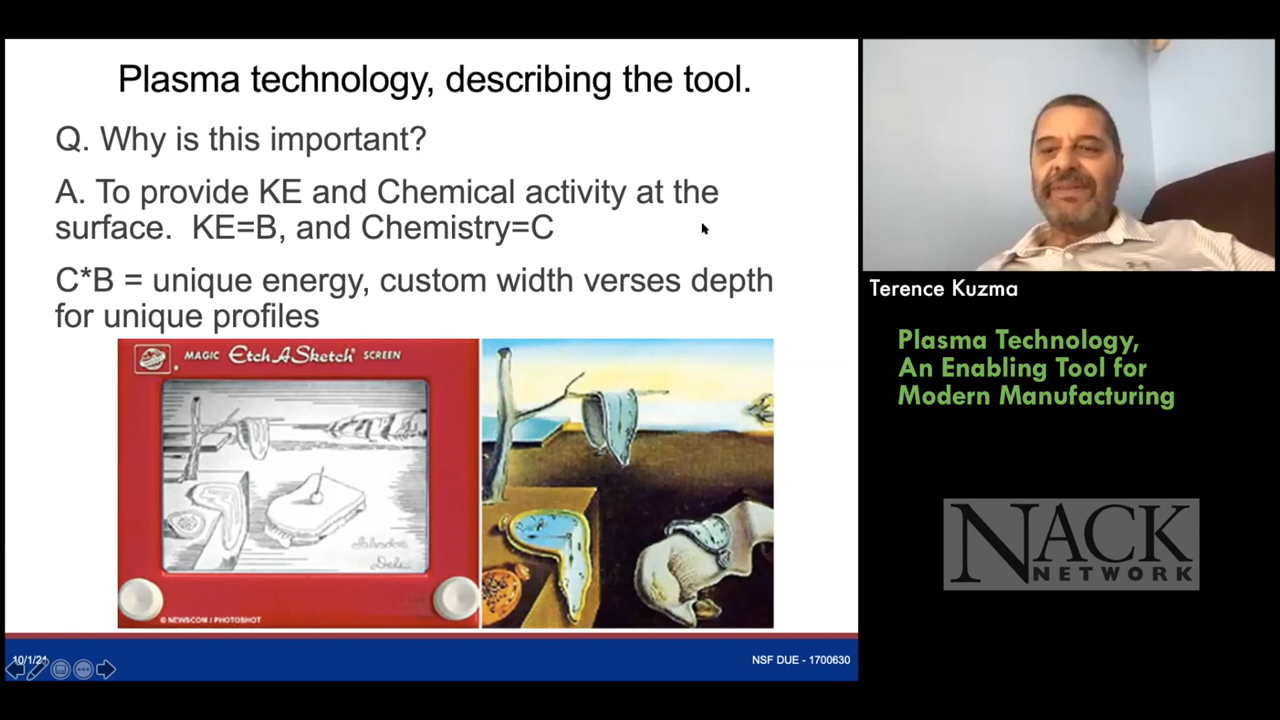 Plasma technology, describing the tool.
Q. Why is this important?
A. To provide KE and Chemical activity at the
surface.  KE=B, and Chemistry=C
C*B = unique energy, custom width verses depth
for unique profiles
MAGIC Etch A Sketch® SCREEN
Salvador
Dali
© NEWSCOM / PHOTOSHOT
10/1/21
NSF DUE - 1700630
Terence Kuzma
Plasma Technology,
An Enabling Tool for
Modern Manufacturing
NACK
NETWORK